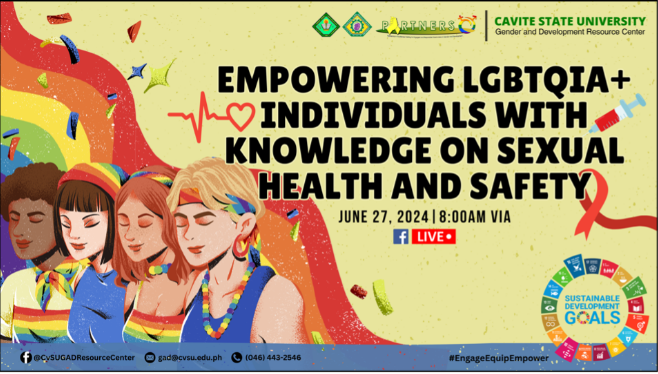 PARTNERS
CAVITE STATE UNIVERSITY
Gender and Development Resource Center
EMPOWERING LGBTQIA+
INDIVIDUALS WITH
KNOWLEDGE ON SEXUAL
HEALTH AND SAFETY
JUNE 27, 2024 | 8:00AM VIA
f LIVE
SUSTAINABLE
DEVELOPMENT
GOALS
@CvSUGADResourceCenter
gad@cvsu.edu.ph
(046) 443-2546
#EngageEquipEmpower